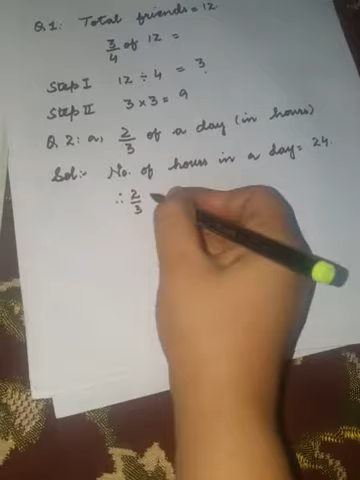 Q1: Total friends = 12
3/4 of 12 =
Step I 12 ÷ 4 = 3.
Step II 3 × 3 = 9
Q 2: a, 2/3 of a day (in hours)
Sol:- No. of hours in a day = 24.
∴ 2/3